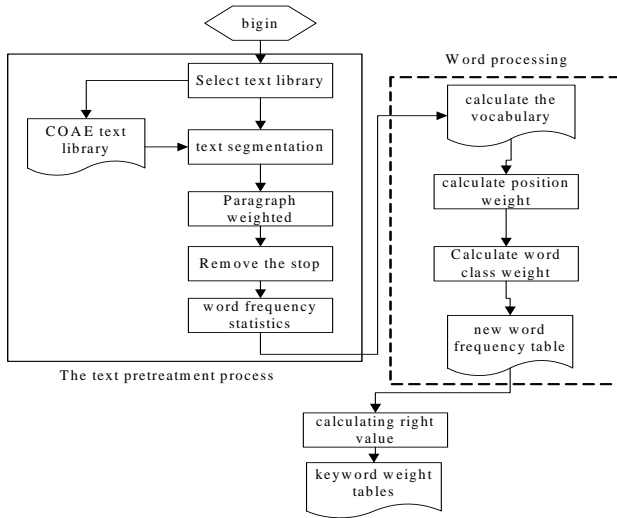 bigin
Select text library
COAE text
library
text segmentation
Paragraph
weighted
Remove the stop
word frequency
statistics
The text pretreatment process
Word processing
calculate the
vocabulary
calculate position
weight
Calculate word
class weight
new word
frequency table
calculating right
value
keyword weight
tables